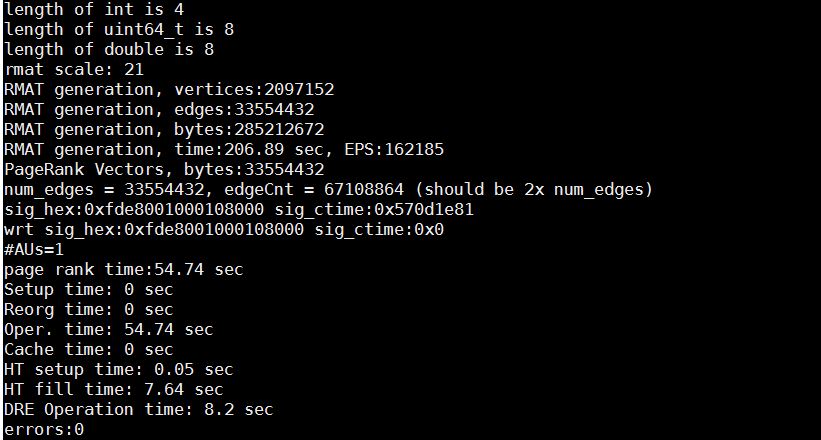 length of int is 4
length of uint64_t is 8
length of double is 8
rmat scale: 21
RMAT generation, vertices:2097152
RMAT generation, edges:33554432
RMAT generation, bytes:285212672
RMAT generation, time:206.89 sec, EPS:162185
PageRank Vectors, bytes:33554432
num_edges = 33554432, edgeCnt = 67108864 (should be 2x num_edges)
sig_hex:0xfde8001000108000 sig_ctime:0x570d1e81
wrt sig_hex:0xfde8001000108000 sig_ctime:0x0
#AUs=1
page rank time:54.74 sec
Setup time: 0 sec
Reorg time: 0 sec
Oper. time: 54.74 sec
Cache time: 0 sec
HT setup time: 0.05 sec
HT fill time: 7.64 sec
DRE Operation time: 8.2 sec
errors:0